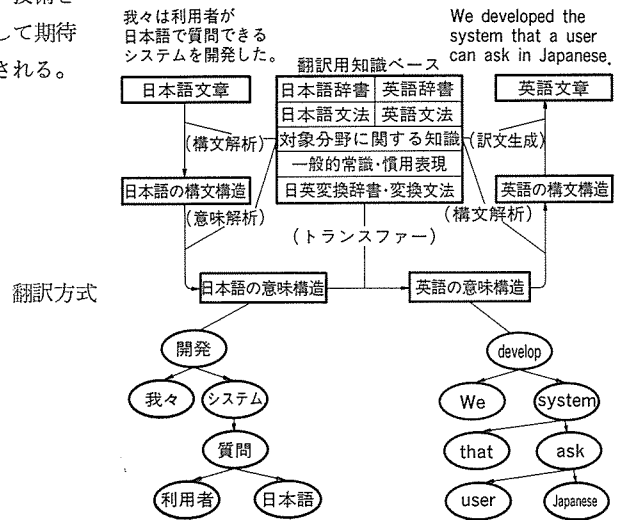 技術を
して期待
される。
我々は利用者が
日本語で質問できる
システムを開発した。
We developed the
system that a user
can ask in Japanese.
翻訳用知識ベース
日本語文章
日本語辞書 英語辞書
英語文章
日本語文法 英語文法
(構文解析)
対象分野に関する知識
(訳文生成)
一般的常識・慣用表現
日本語の構文構造
日英変換辞書・変換文法
英語の構文構造
(意味解析)
(構文解析)
(トランスファー)
翻訳方式
日本語の意味構造
英語の意味構造
開発
develop
我々
システム
We
system
質問
that
ask
利用者
日本語
user
Japanese